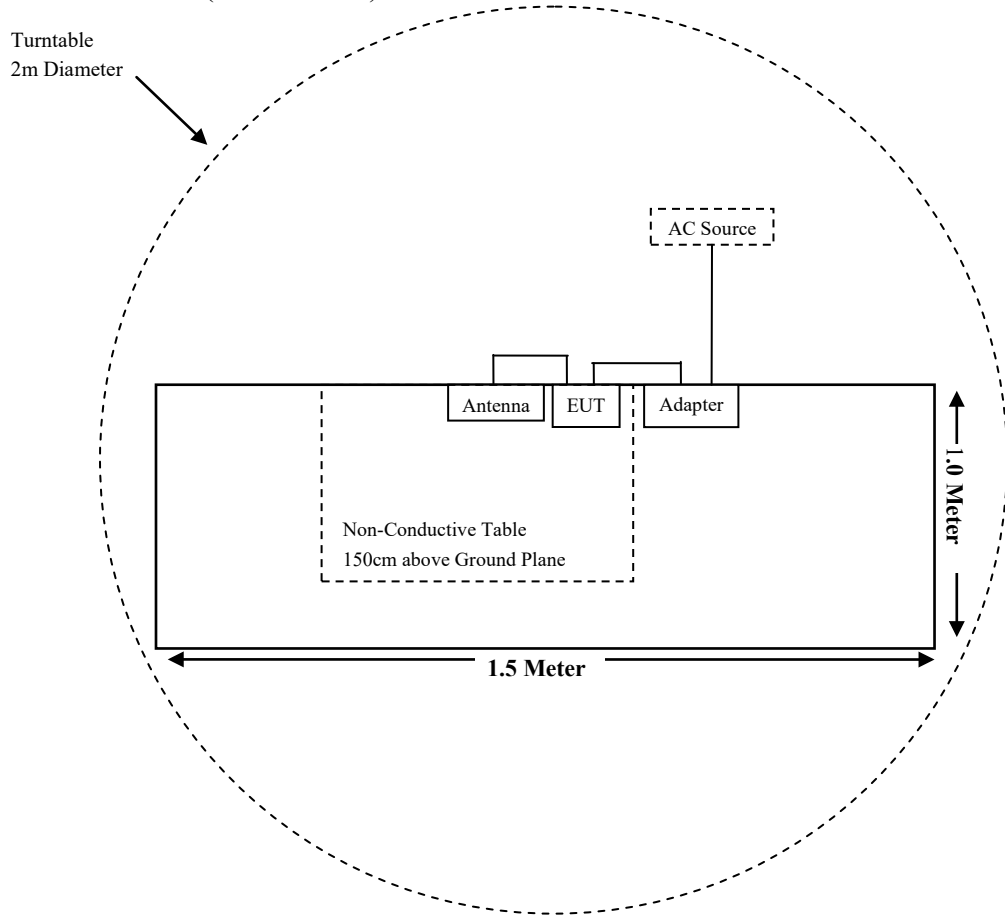 Turntable
2m Diameter
AC Source
Antenna
EUT
Adapter
1.0 Meter
Non-Conductive Table
150cm above Ground Plane
1.5 Meter